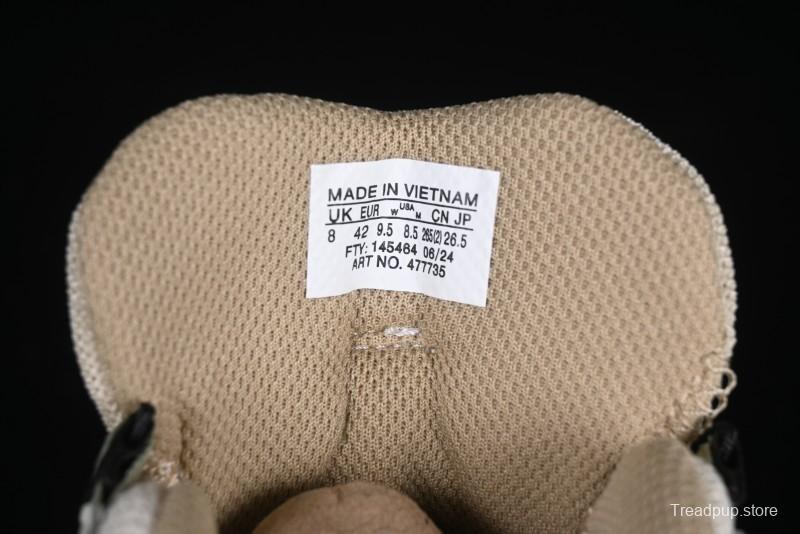 MADE IN VIETNAM
UK EUR W USA M CN JP
8 42 9.5 8.5 265(2) 26.5
FTY: 145464 06/24
ART NO. 477735
Treadpup.store